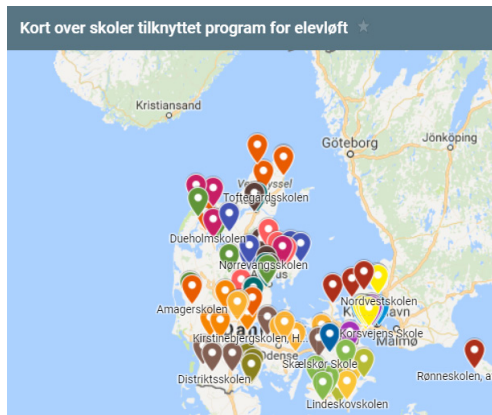 Kort over skoler tilknyttet program for elevløft
Kristiansand
Göteborg
Jönköping
Toftegårdsskolen
Dueholmskolen
Nørrevangsskolen
Nordvestskolen
Amagerskolen
Korsvejens Skole
Malmö
Kirstinebjergskolen, H...
Odense
Skælskør Skole
Distriktsskolen
Rønneskolen, a
Lindeskovskolen